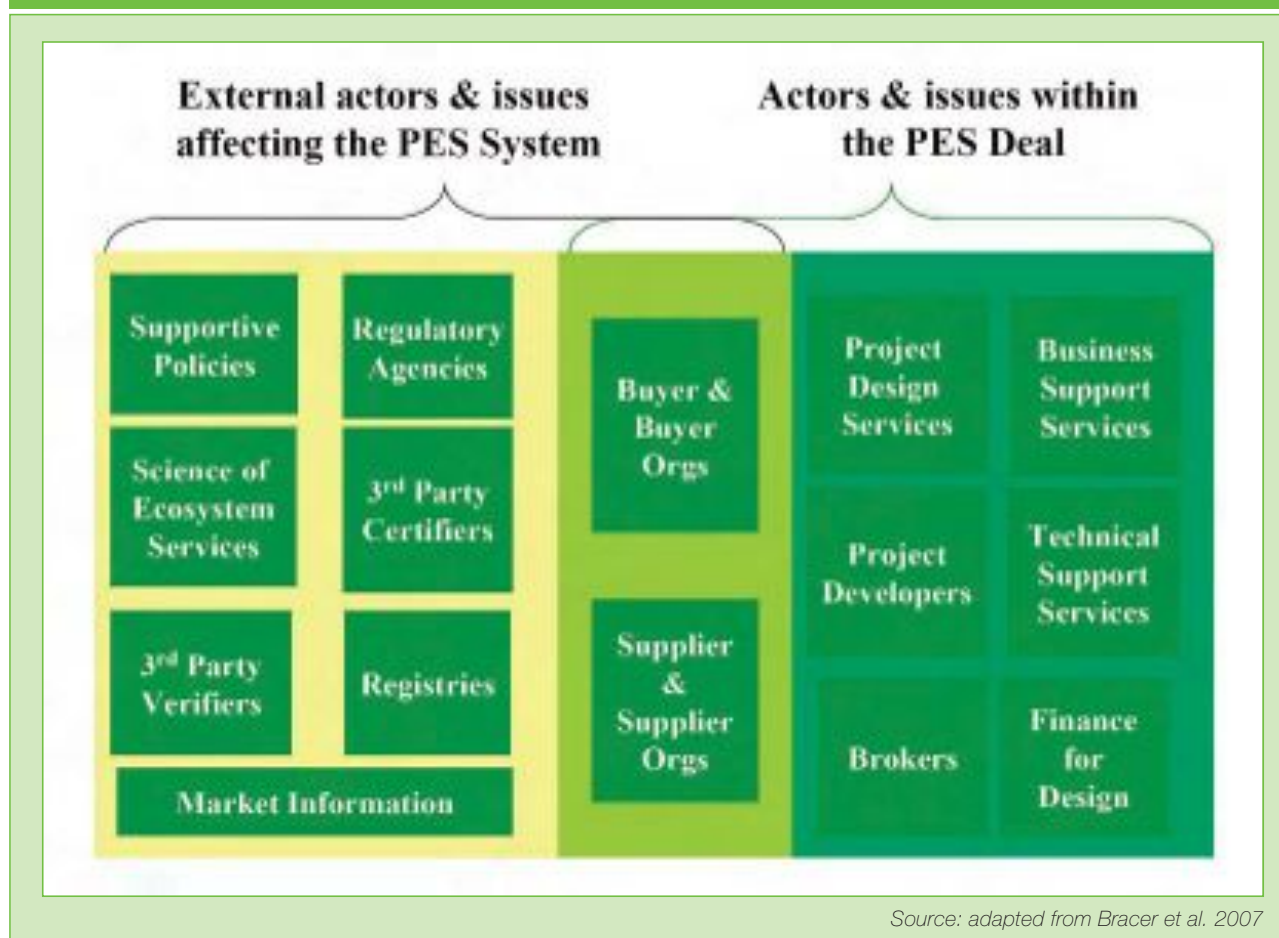 External actors & issues
affecting the PES System
Actors & issues within
the PES Deal
Supportive
Policies
Regulatory
Agencies
Science of
Ecosystem
Services
3rd Party
Certifiers
3rd Party
Verifiers
Registries
Market Information
Buyer &
Buyer
Orgs
Supplier
&
Supplier
Orgs
Project
Design
Services
Business
Support
Services
Project
Developers
Technical
Support
Services
Brokers
Finance
for
Design
Source: adapted from Bracer et al. 2007